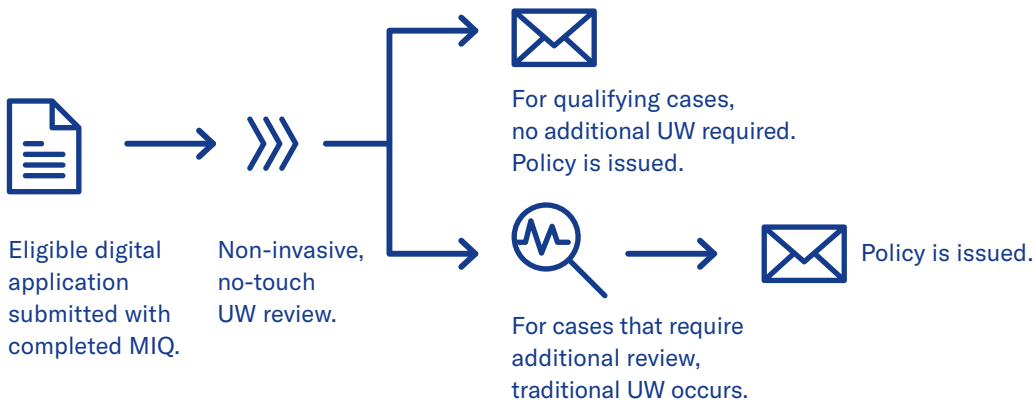 Eligible digital
application
submitted with
completed MIQ.
Non-invasive,
no-touch
UW review.
For qualifying cases,
no additional UW required.
Policy is issued.
For cases that require
additional review,
traditional UW occurs.
Policy is issued.